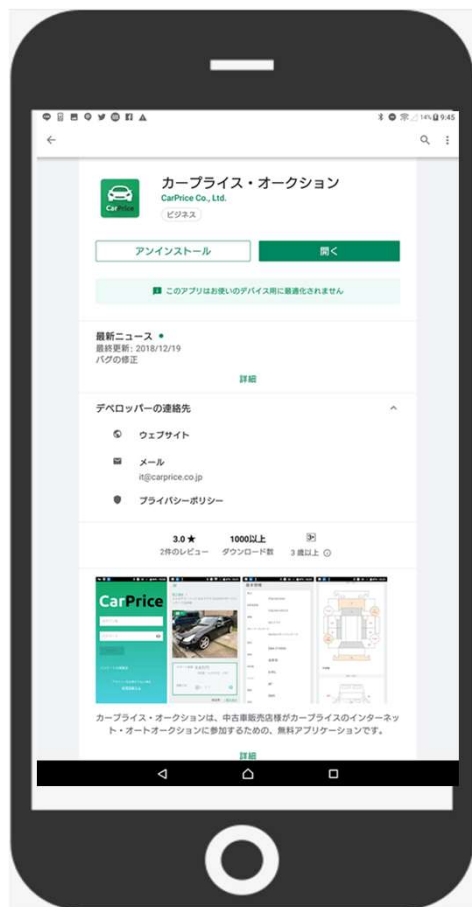 14% 9:45
カープライス・オークション
CarPrice Co., Ltd.
CarPrice
ビジネス
アンインストール
開く
このアプリはお使いのデバイス用に最適化されません
最新ニュース
最終更新: 2018/12/19
バグの修正
詳細
デベロッパーの連絡先
ウェブサイト
メール
it@carprice.co.jp
プライバシーポリシー
3.0 ★ 1000以上 3+
2件のレビュー ダウンロード数 3 歳以上
CarPrice
カープライス・オークションは、中古車販売店様がカープライスのインターネッ
ト・オートオークションに参加するための、無料アプリケーションです。
詳細